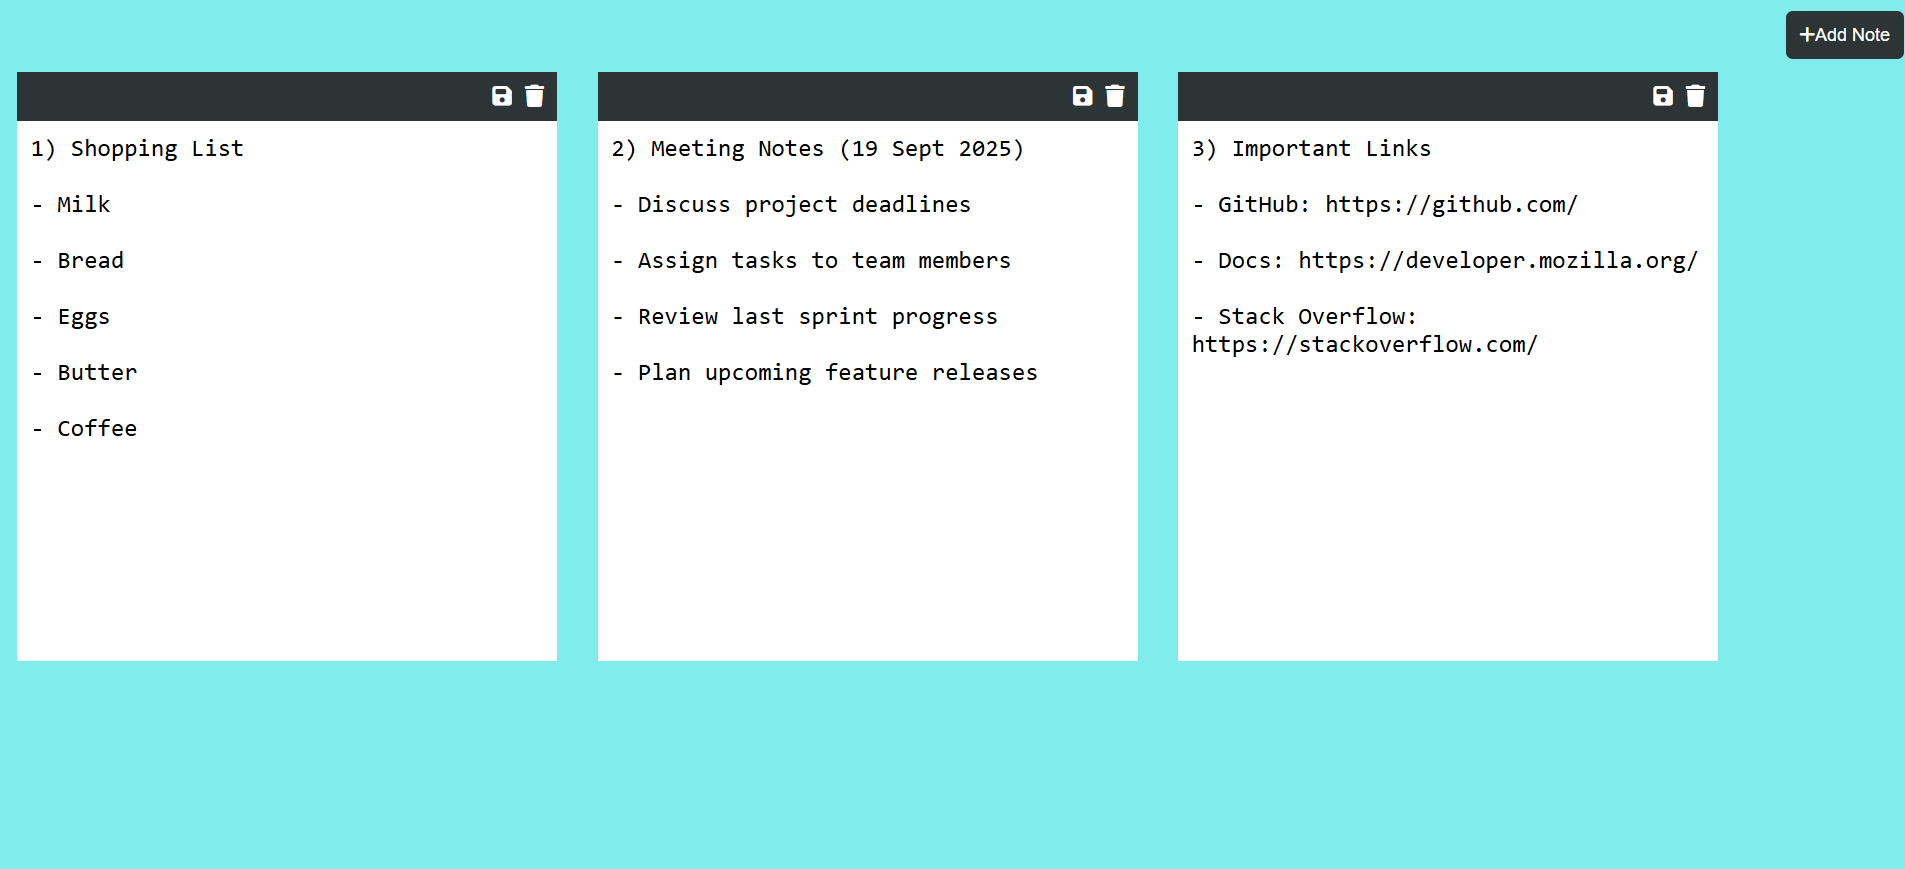 +Add Note
1) Shopping List
- Milk
- Bread
- Eggs
- Butter
- Coffee
2) Meeting Notes (19 Sept 2025)
- Discuss project deadlines
- Assign tasks to team members
- Review last sprint progress
- Plan upcoming feature releases
3) Important Links
- GitHub: https://github.com/
- Docs: https://developer.mozilla.org/
- Stack Overflow:
https://stackoverflow.com/